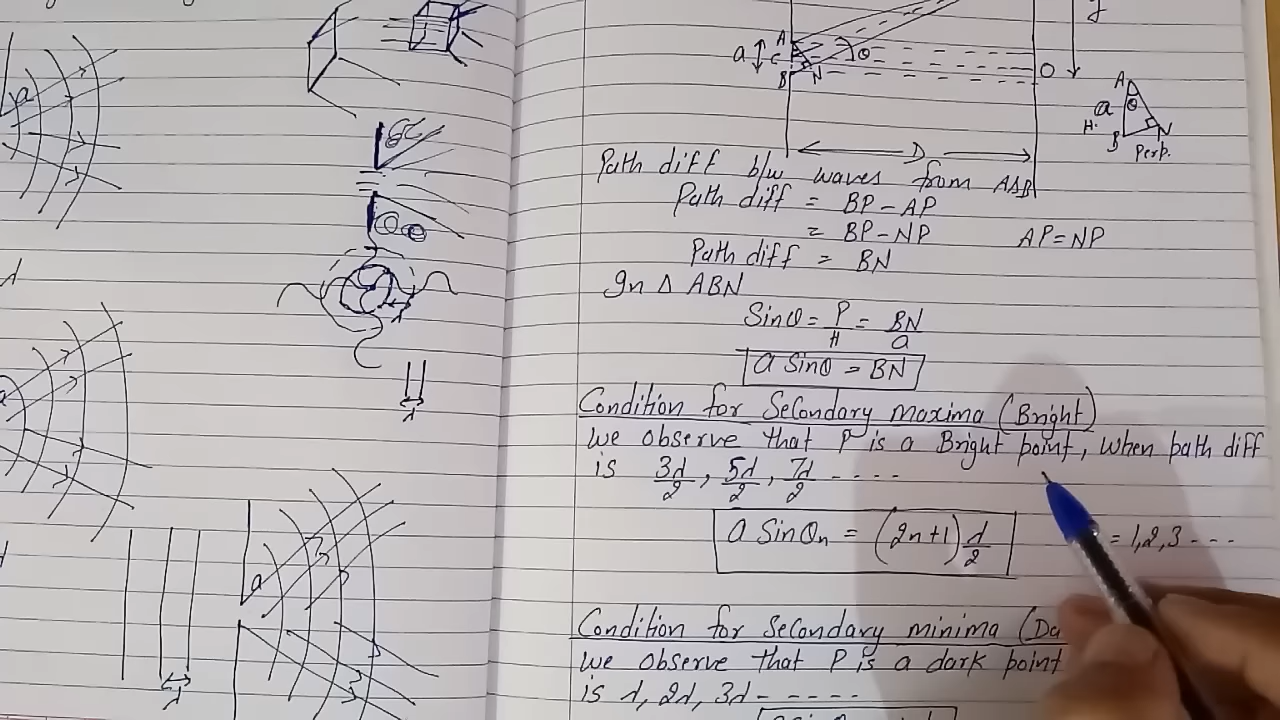 a
λ
λ
a
λ
y
A
a
C
θ
B
N
O
A
a
θ
H.
B
N
Perp.
D
Path diff b/w waves from A&B
Path diff = BP - AP
= BP - NP AP = NP
Path diff = BN
In Δ ABN
Sinθ = P/H = BN/a
a Sinθ = BN
Condition for Secondary maxima (Bright)
We observe that P is a Bright point, when path diff
is 3λ/2, 5λ/2, 7λ/2 ----
a Sinθn = (2n+1) λ/2 = 1,2,3 ---
Condition for Secondary minima (Da
We observe that P is a dark point
is λ, 2λ, 3λ -----